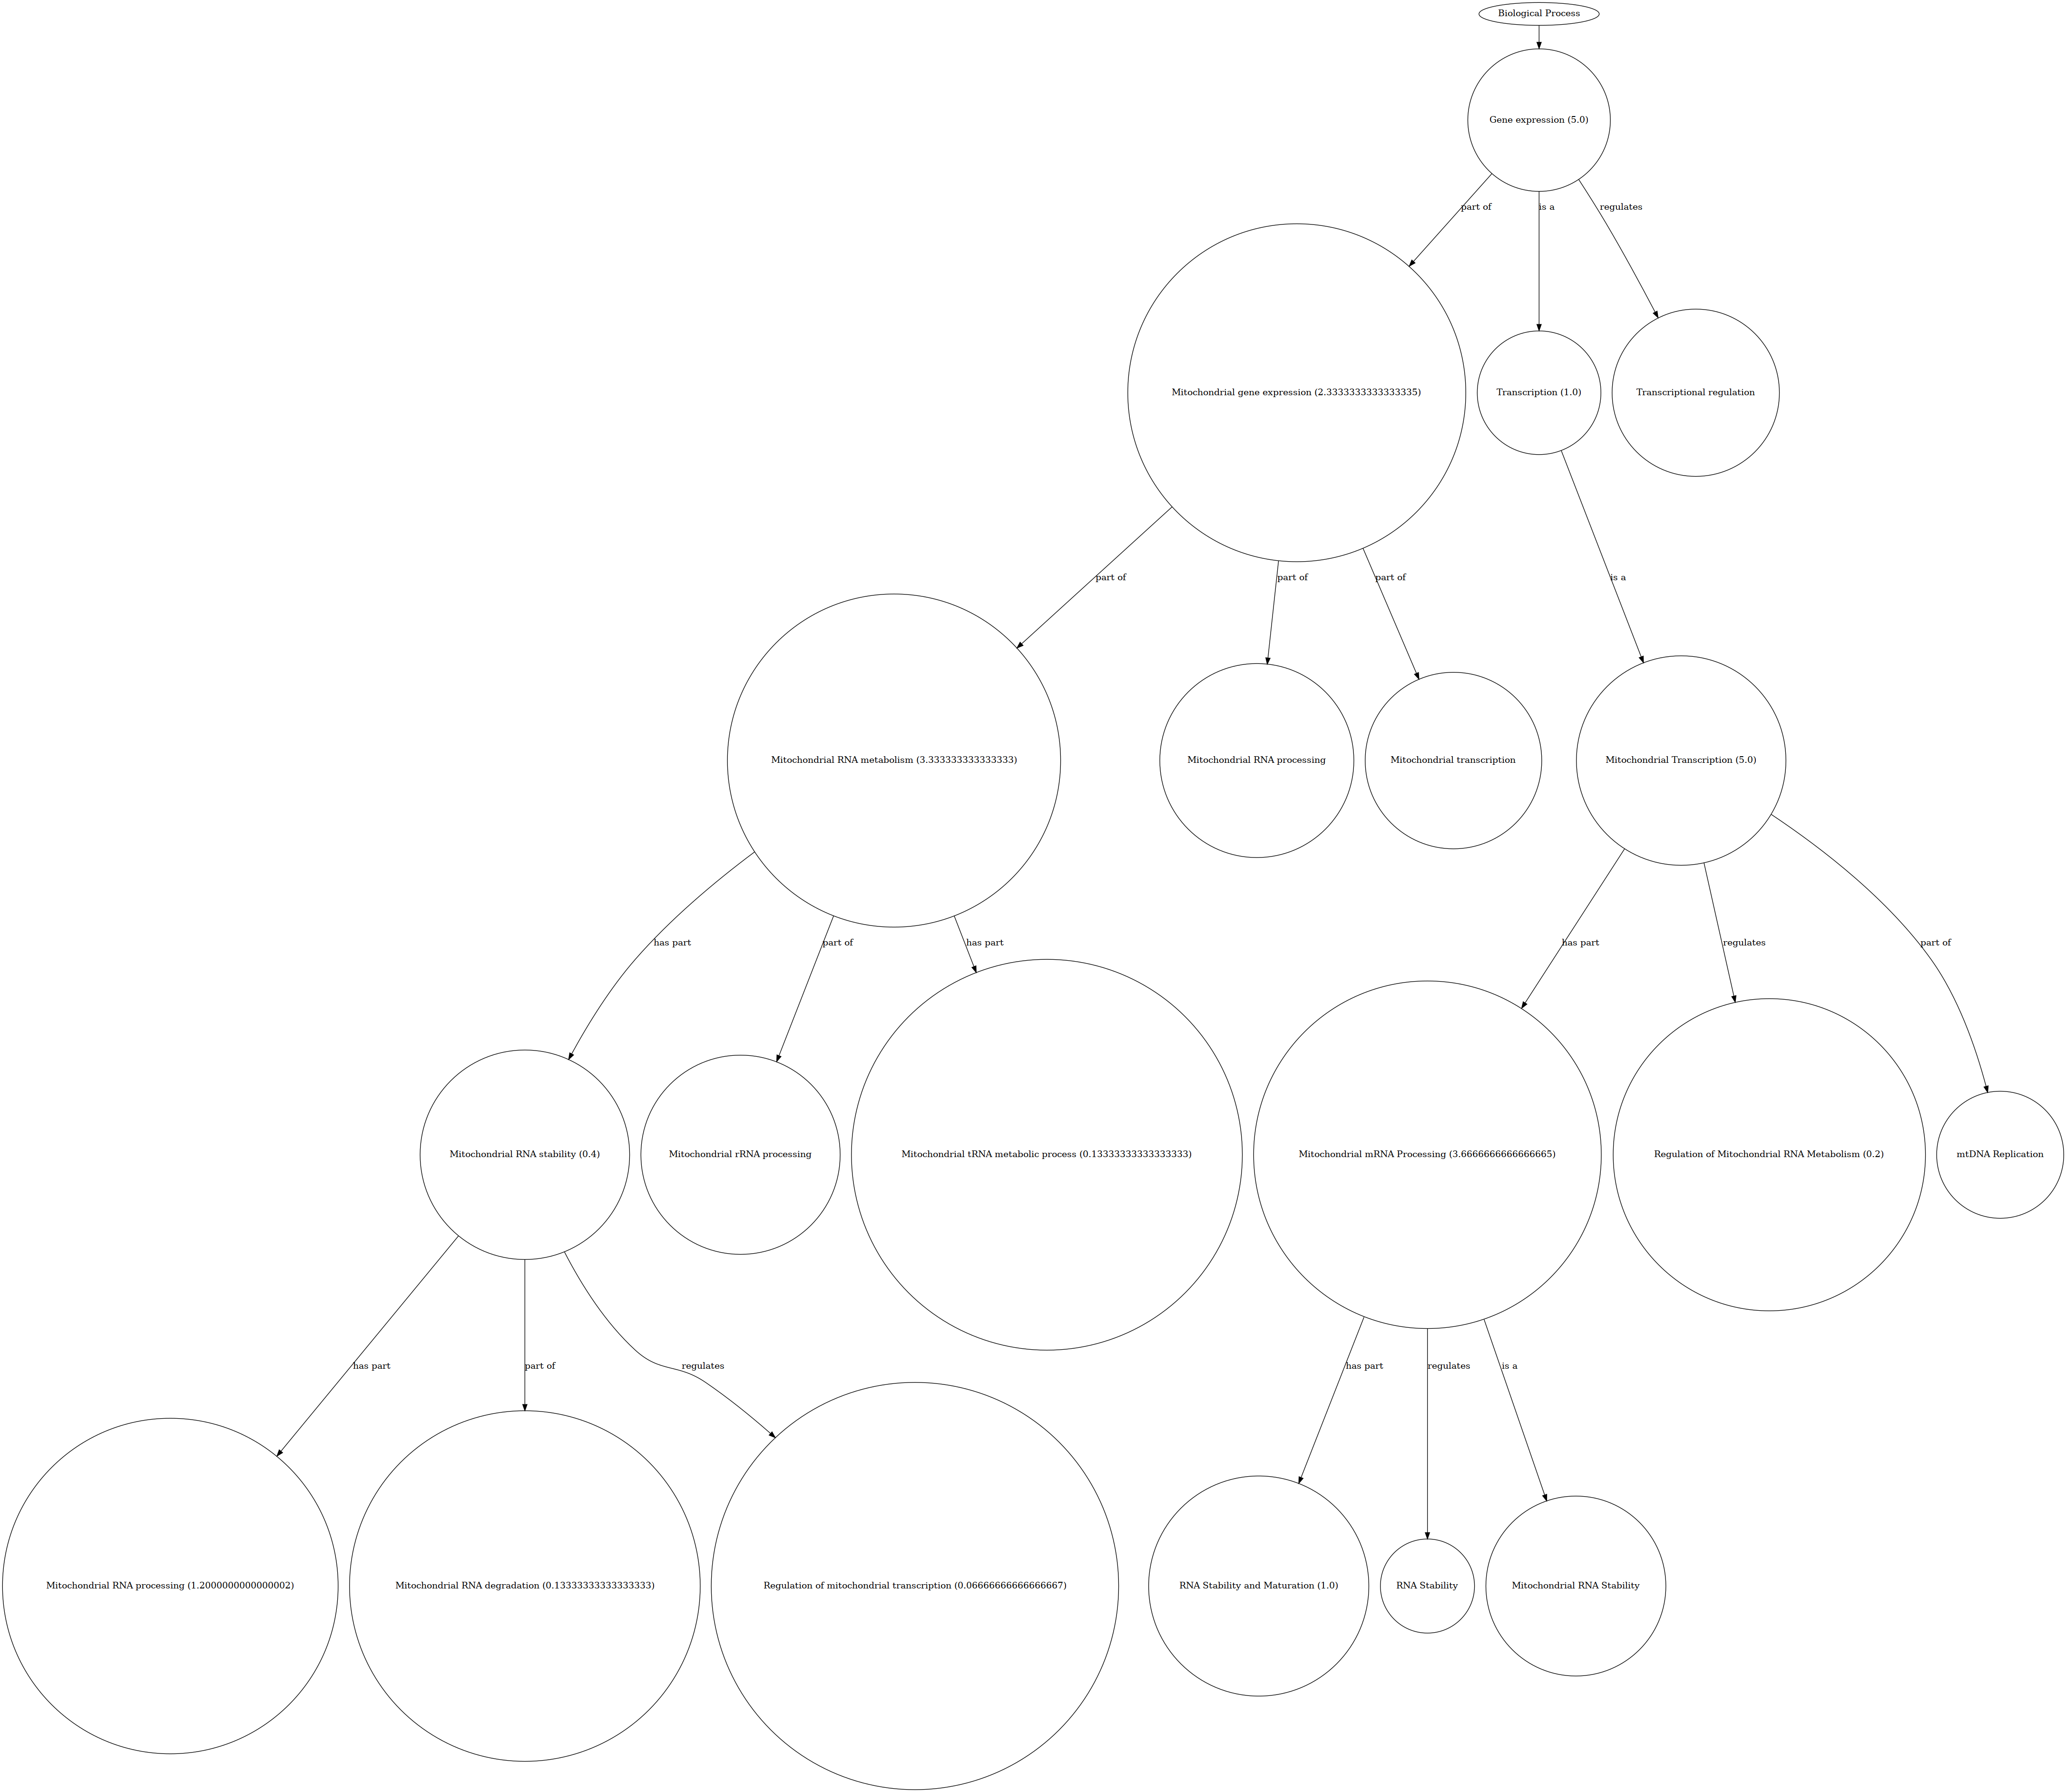 Biological Process
Gene expression (5.0)
part of
is a
regulates
Mitochondrial gene expression (2.3333333333333335)
Transcription (1.0)
Transcriptional regulation
part of
part of
part of
is a
Mitochondrial RNA metabolism (3.333333333333333)
Mitochondrial RNA processing
Mitochondrial transcription
Mitochondrial Transcription (5.0)
has part
part of
has part
has part
regulates
part of
Mitochondrial RNA stability (0.4)
Mitochondrial rRNA processing
Mitochondrial tRNA metabolic process (0.13333333333333333)
Mitochondrial mRNA Processing (3.6666666666666665)
Regulation of Mitochondrial RNA Metabolism (0.2)
mtDNA Replication
has part
part of
regulates
has part
regulates
is a
Mitochondrial RNA processing (1.2000000000000002)
Mitochondrial RNA degradation (0.13333333333333333)
Regulation of mitochondrial transcription (0.06666666666666667)
RNA Stability and Maturation (1.0)
RNA Stability
Mitochondrial RNA Stability